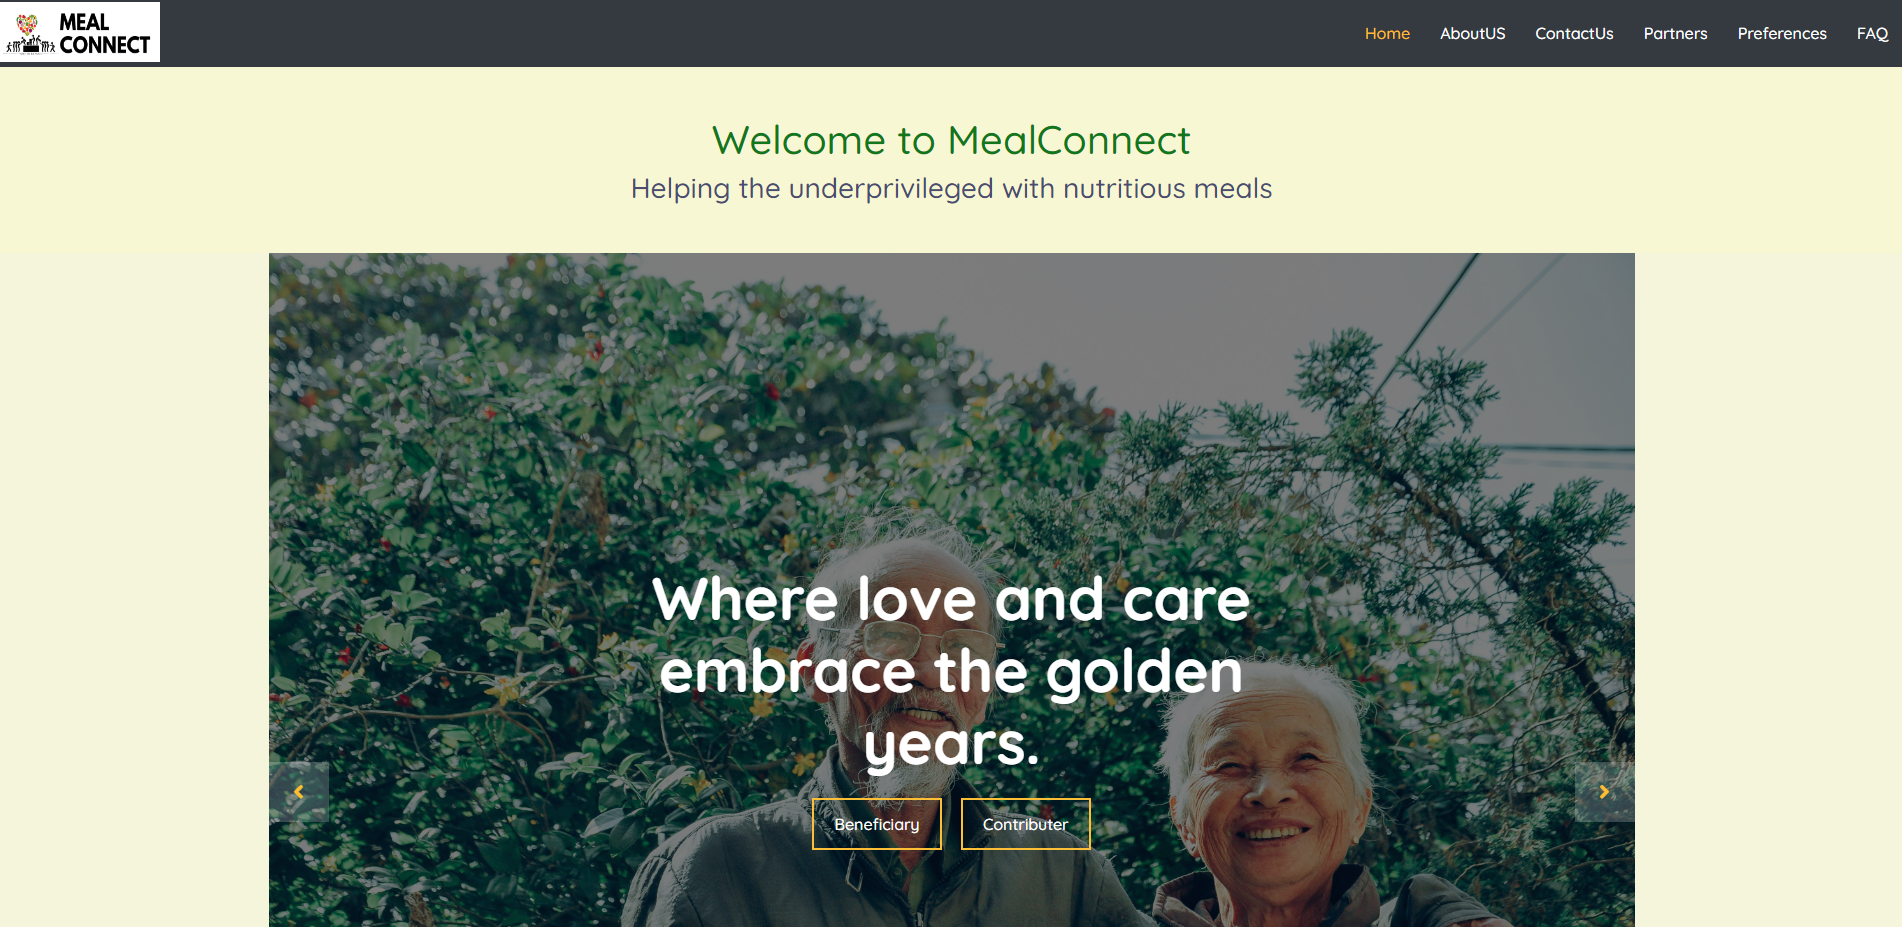 MEAL
CONNECT
Home AboutUS ContactUs Partners Preferences FAQ
Welcome to MealConnect
Helping the underprivileged with nutritious meals
Where love and care
embrace the golden
years.
Beneficiary Contributer